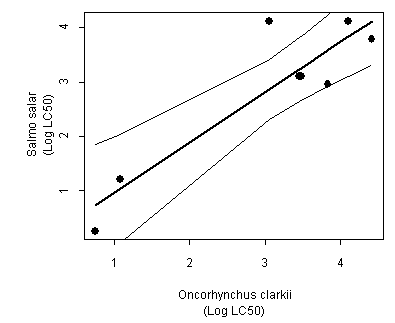 Salmo salar
(Log LC50)
4
3
2
1
1 2 3 4
Oncorhynchus clarkii
(Log LC50)